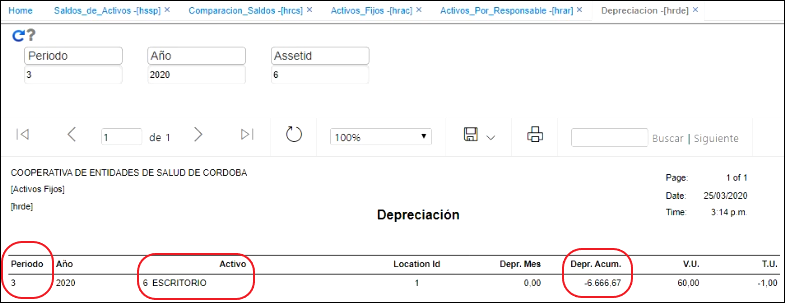 Home Saldos_de_Activos -[hssp] × Comparacion_Saldos -[hrcs] × Activos_Fijos -[hrac] × Activos_Por_Responsable -[hrar] × Depreciacion -[hrde] ×
?
Periodo Año Assetid
3 2020 6
1 de 1 100% Buscar | Siguiente
COOPERATIVA DE ENTIDADES DE SALUD DE CORDOBA
[Activos Fijos]
[hrde]
Page: 1 of 1
Date: 25/03/2020
Time: 3:14 p.m.
Depreciación
Periodo Año Activo Location Id Depr. Mes Depr. Acum. V.U. T.U.
3 2020 6 ESCRITORIO 1 0,00 -6 666.67 60,00 -1,00